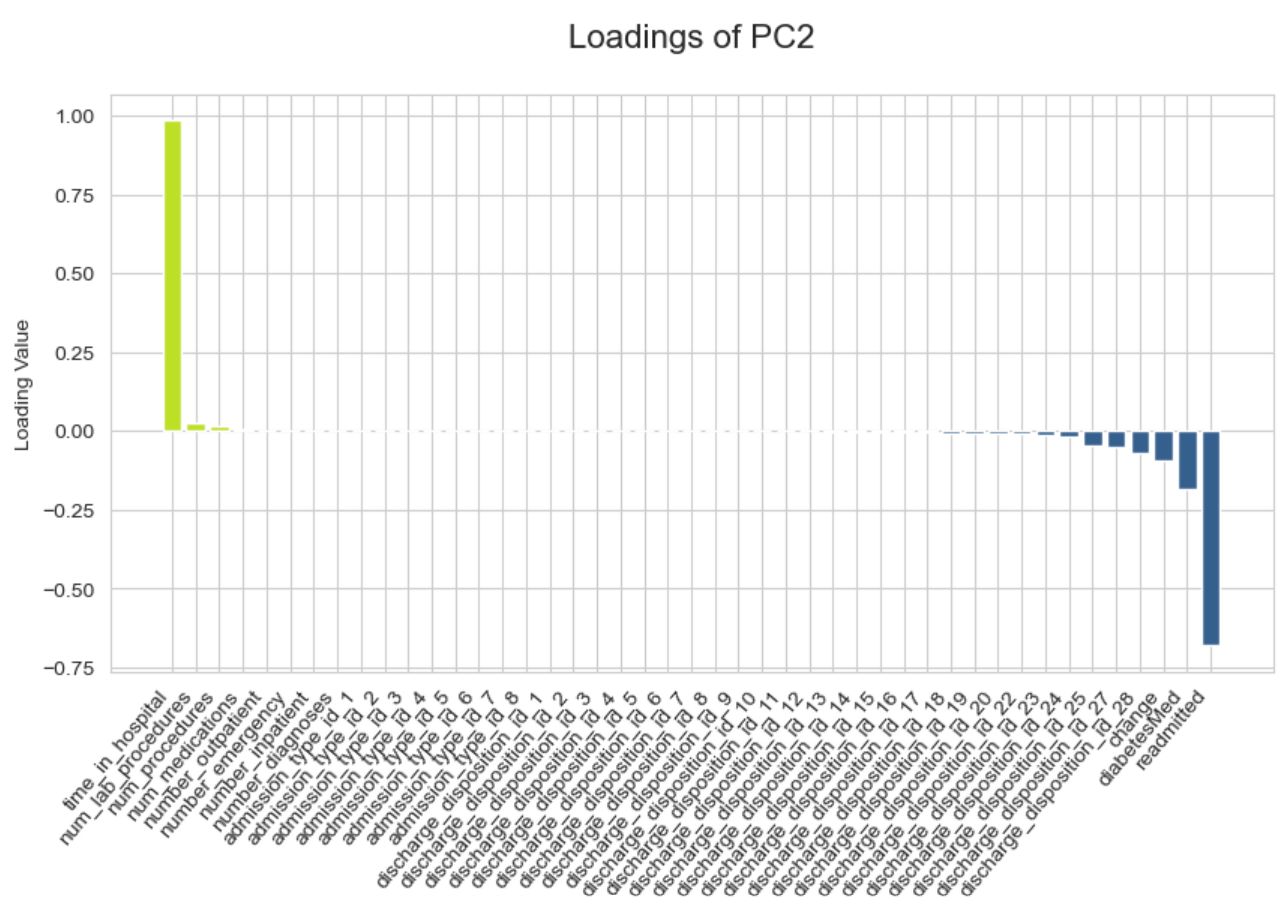 Loadings of PC2
Loading Value
1.00
0.75
0.50
0.25
0.00
−0.25
−0.50
−0.75
time_in_hospital
num_lab_procedures
num_procedures
num_medications
number_outpatient
number_emergency
number_inpatient
number_diagnoses
admission_type_id_1
admission_type_id_2
admission_type_id_3
admission_type_id_4
admission_type_id_5
admission_type_id_6
admission_type_id_7
admission_type_id_8
discharge_disposition_id_1
discharge_disposition_id_2
discharge_disposition_id_3
discharge_disposition_id_4
discharge_disposition_id_5
discharge_disposition_id_6
discharge_disposition_id_7
discharge_disposition_id_8
discharge_disposition_id_9
discharge_disposition_id_10
discharge_disposition_id_11
discharge_disposition_id_12
discharge_disposition_id_13
discharge_disposition_id_14
discharge_disposition_id_15
discharge_disposition_id_16
discharge_disposition_id_17
discharge_disposition_id_18
discharge_disposition_id_19
discharge_disposition_id_20
discharge_disposition_id_22
discharge_disposition_id_23
discharge_disposition_id_24
discharge_disposition_id_25
discharge_disposition_id_27
discharge_disposition_id_28
change
diabetesMed
readmitted